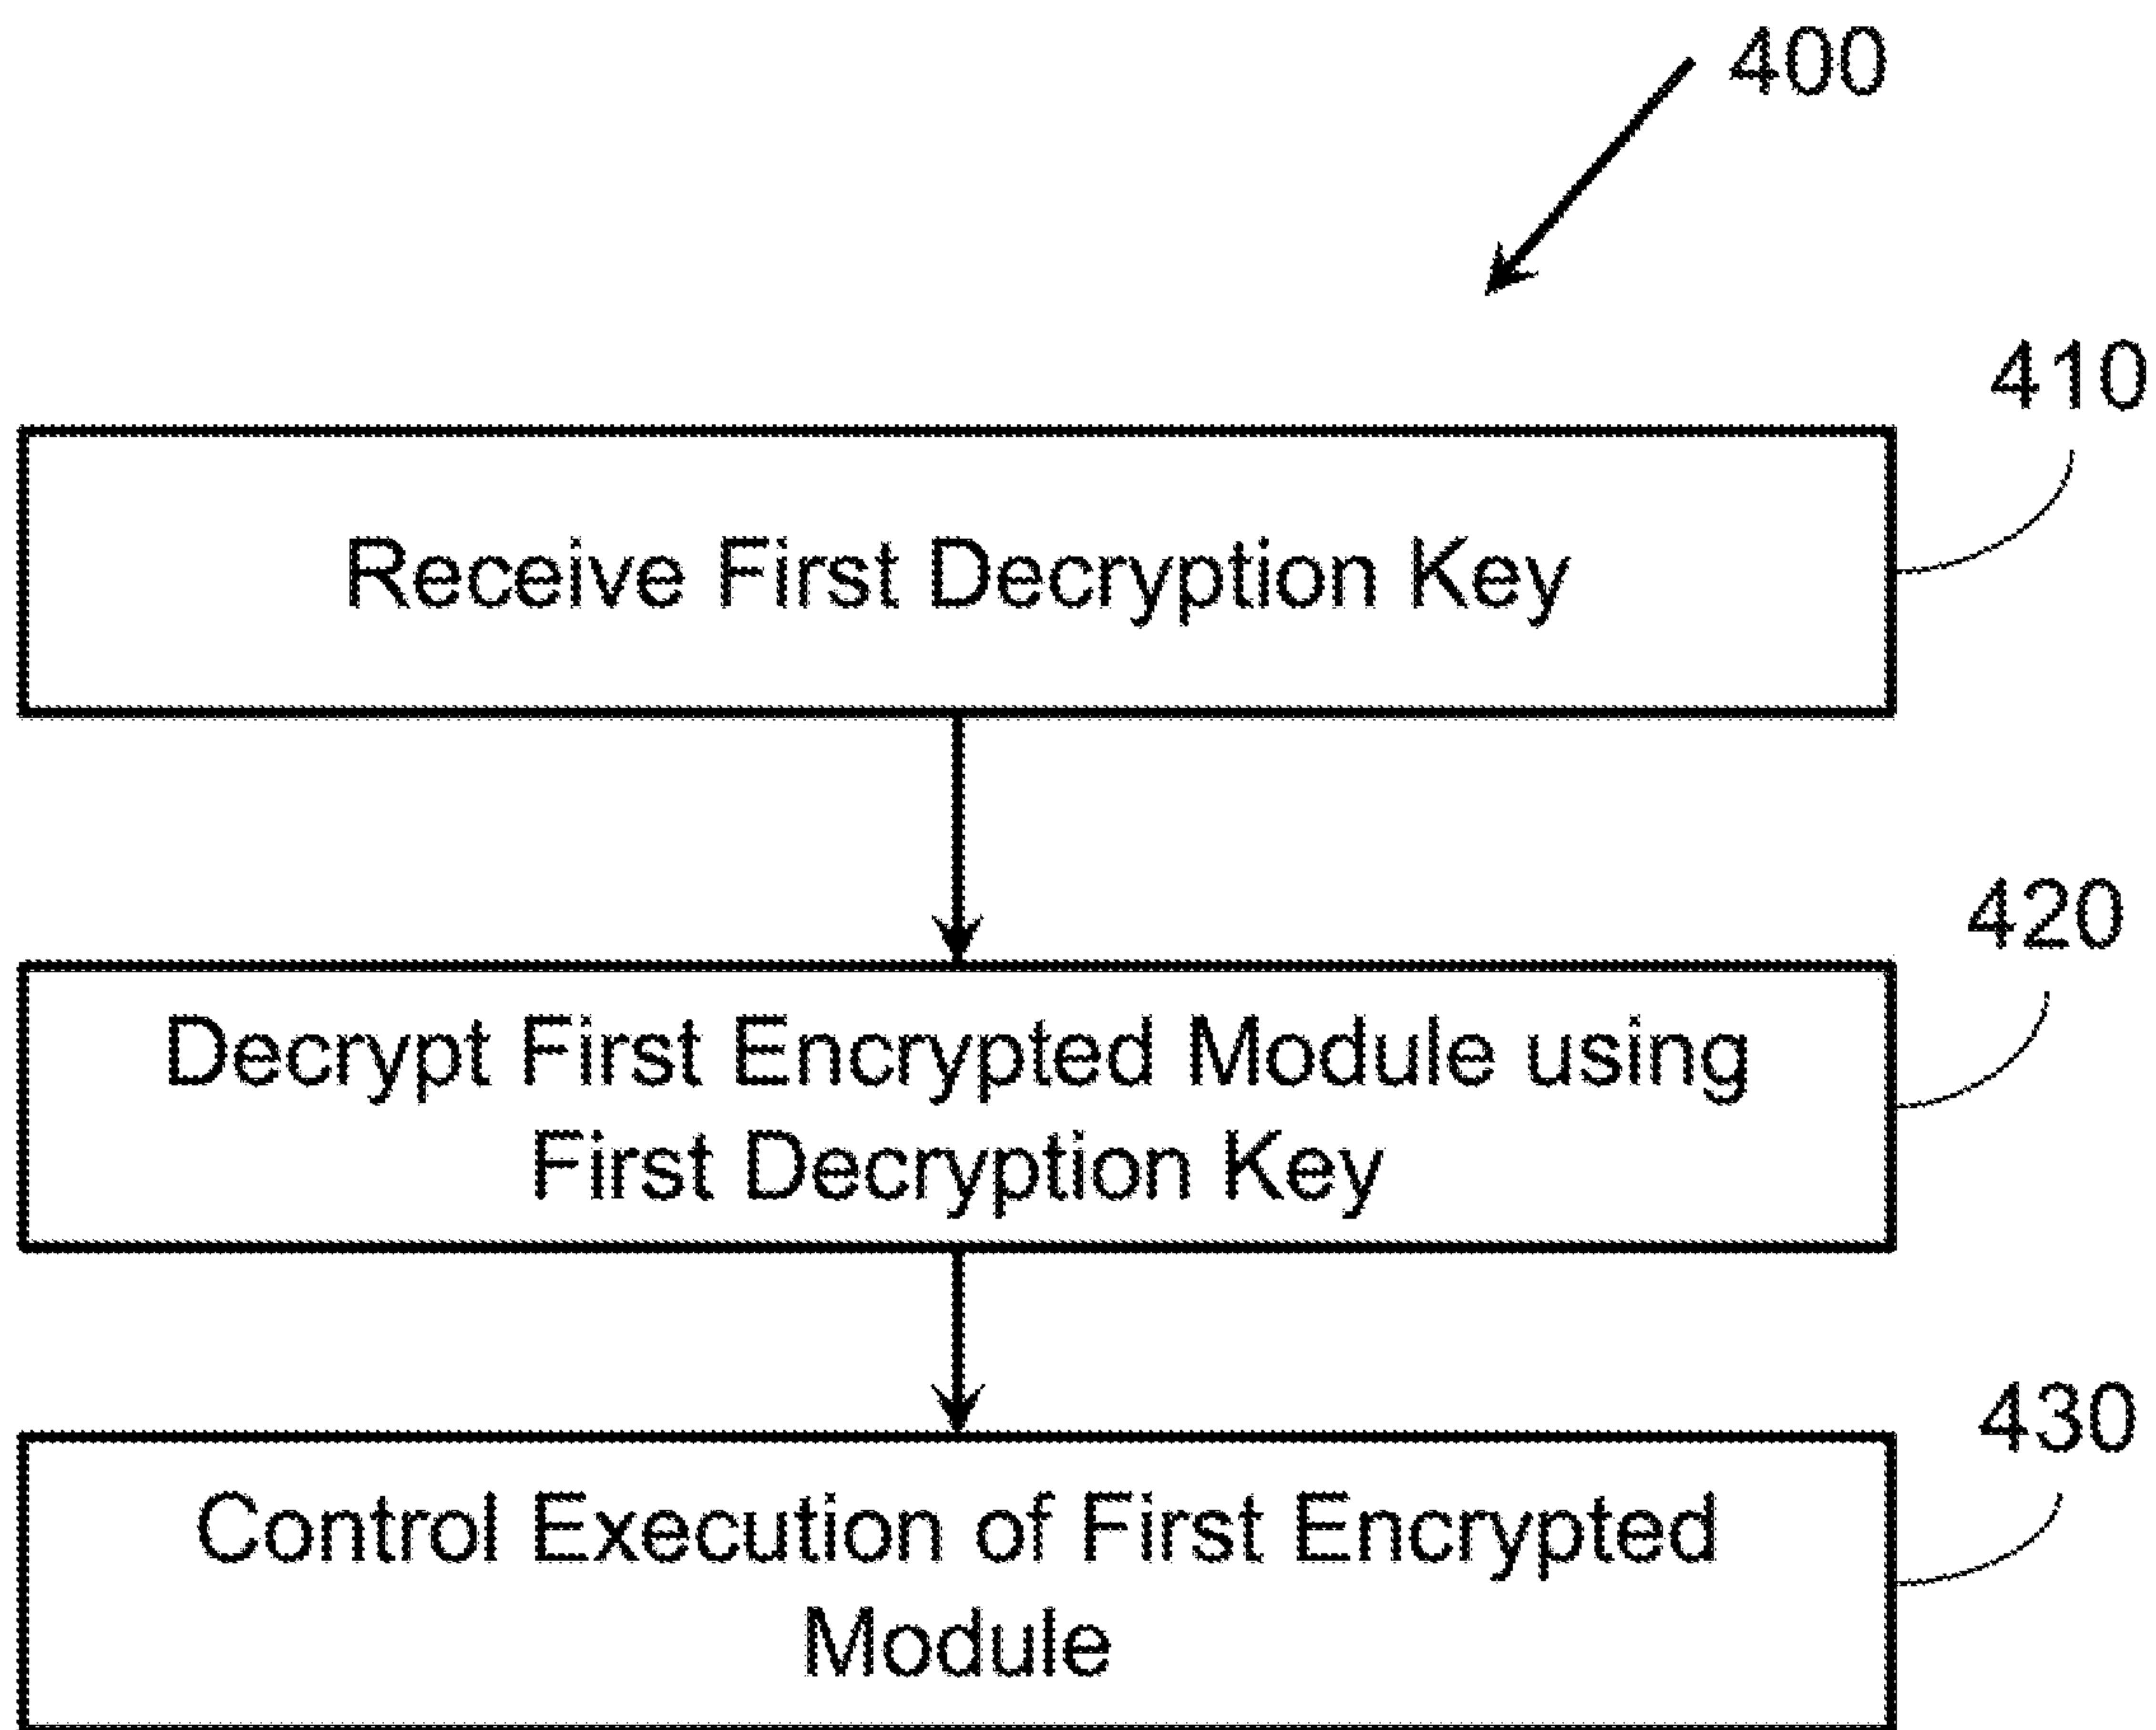 400
410
Receive First Decryption Key
420
Decrypt First Encrypted Module using
First Decryption Key
430
Control Execution of First Encrypted
Module